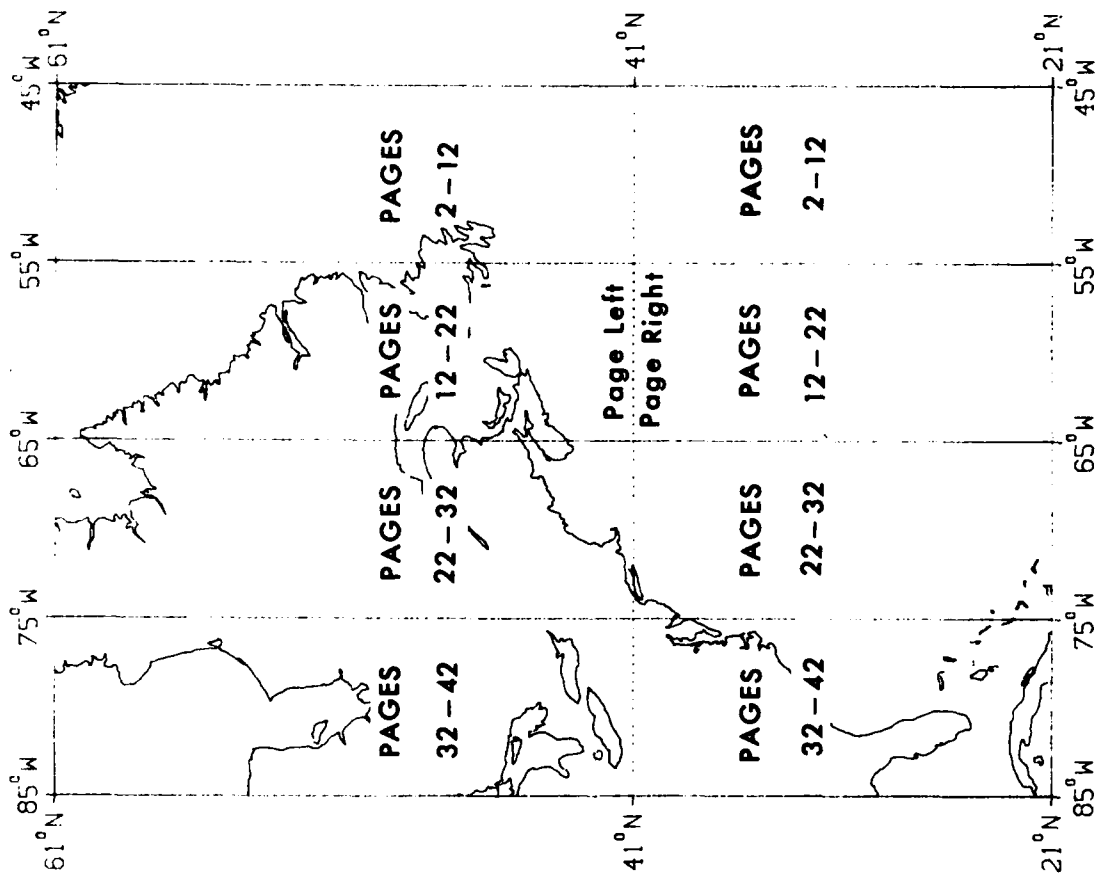 85°W 75°W 65°W 55°W 45°W
61°N 61°N
PAGES PAGES PAGES PAGES
32–42 22–32 12–22 2–12
Page Left
41°N 41°N
Page Right
PAGES PAGES PAGES PAGES
32–42 22–32 12–22 2–12
21°N 21°N
85°W 75°W 65°W 55°W 45°W